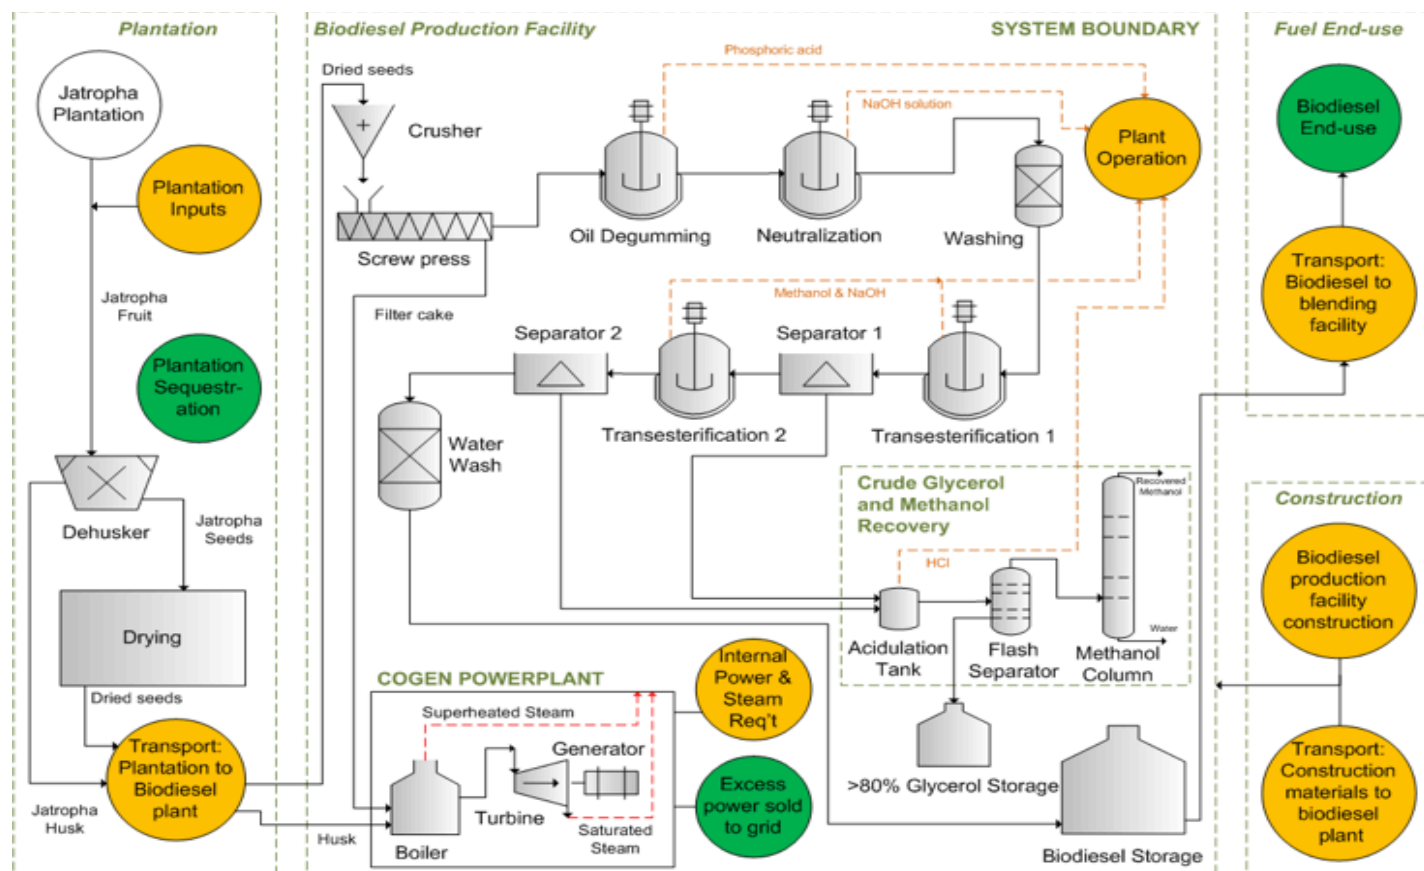 Plantation
Jatropha
Plantation
Plantation
Inputs
Jatropha
Fruit
Plantation
Sequestr-
ation
Dehusker
Jatropha
Seeds
Drying
Dried seeds
Transport:
Plantation to
Biodiesel
plant
Jatropha
Husk
Husk
Biodiesel Production Facility
SYSTEM BOUNDARY
Dried seeds
Crusher
Screw press
Filter cake
Phosphoric acid
Oil Degumming
NaOH solution
Neutralization
Washing
Plant
Operation
Methanol & NaOH
Separator 2
Separator 1
Transesterification 2
Transesterification 1
Water
Wash
Crude Glycerol
and Methanol
Recovery
HCl
Recovered
Methanol
Water
Acidulation
Tank
Flash
Separator
Methanol
Column
>80% Glycerol Storage
Biodiesel Storage
COGEN POWERPLANT
Superheated Steam
Generator
Turbine
Saturated
Steam
Boiler
Internal
Power &
Steam
Req't
Excess
power sold
to grid
Fuel End-use
Biodiesel
End-use
Transport:
Biodiesel to
blending
facility
Construction
Biodiesel
production
facility
construction
Transport:
Construction
materials to
biodiesel
plant